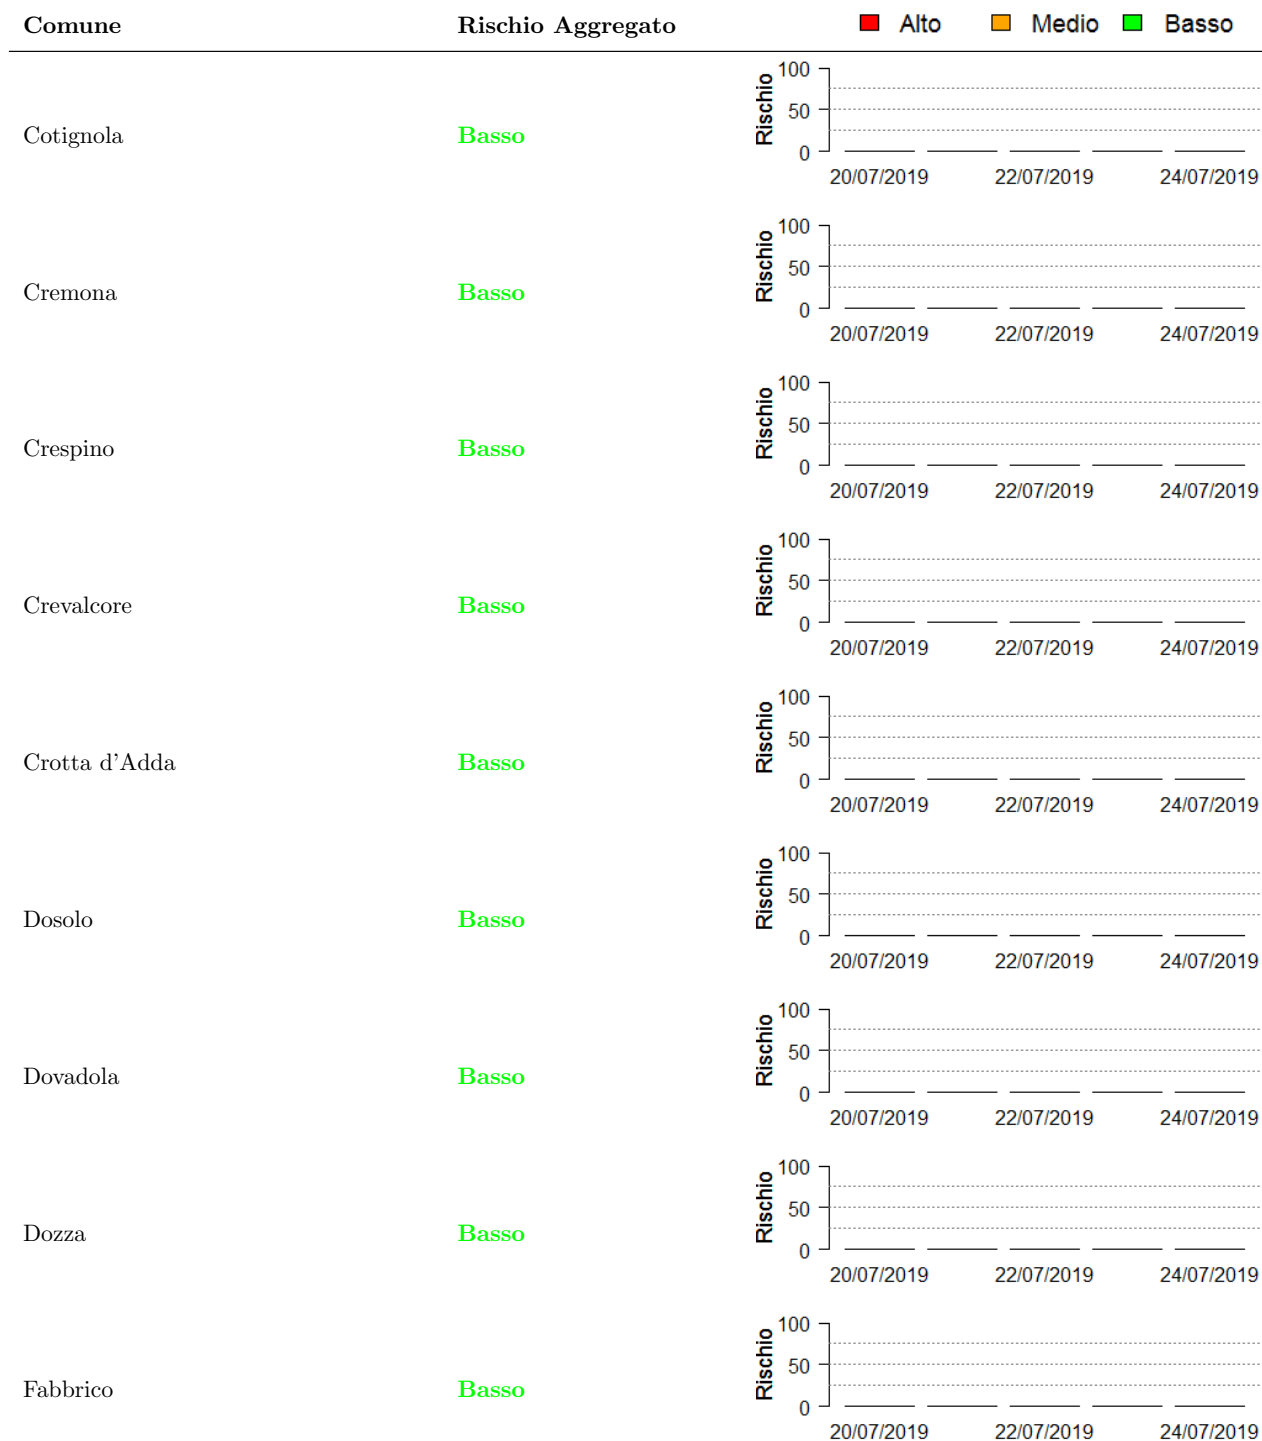 Comune Rischio Aggregato Alto Medio Basso
100
50
0
Rischio
Cotignola Basso
20/07/2019 22/07/2019 24/07/2019
100
50
0
Rischio
Cremona Basso
20/07/2019 22/07/2019 24/07/2019
100
50
0
Rischio
Crespino Basso
20/07/2019 22/07/2019 24/07/2019
100
50
0
Rischio
Crevalcore Basso
20/07/2019 22/07/2019 24/07/2019
100
50
0
Rischio
Crotta d'Adda Basso
20/07/2019 22/07/2019 24/07/2019
100
50
0
Rischio
Dosolo Basso
20/07/2019 22/07/2019 24/07/2019
100
50
0
Rischio
Dovadola Basso
20/07/2019 22/07/2019 24/07/2019
100
50
0
Rischio
Dozza Basso
20/07/2019 22/07/2019 24/07/2019
100
50
0
Rischio
Fabbrico Basso
20/07/2019 22/07/2019 24/07/2019